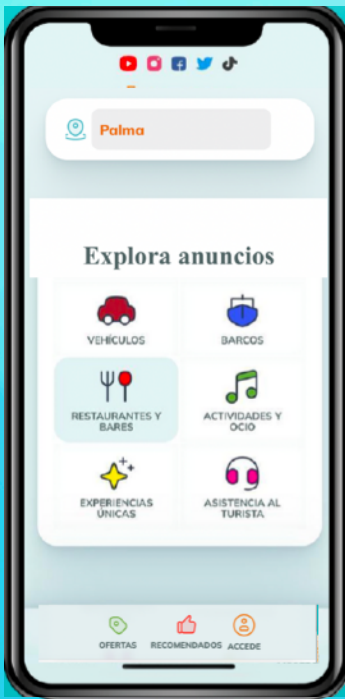 Palma
Explora anuncios
VEHÍCULOS
BARCOS
RESTAURANTES Y
BARES
ACTIVIDADES Y
OCIO
EXPERIENCIAS
ÚNICAS
ASISTENCIA AL
TURISTA
OFERTAS
RECOMENDADOS
ACCEDE